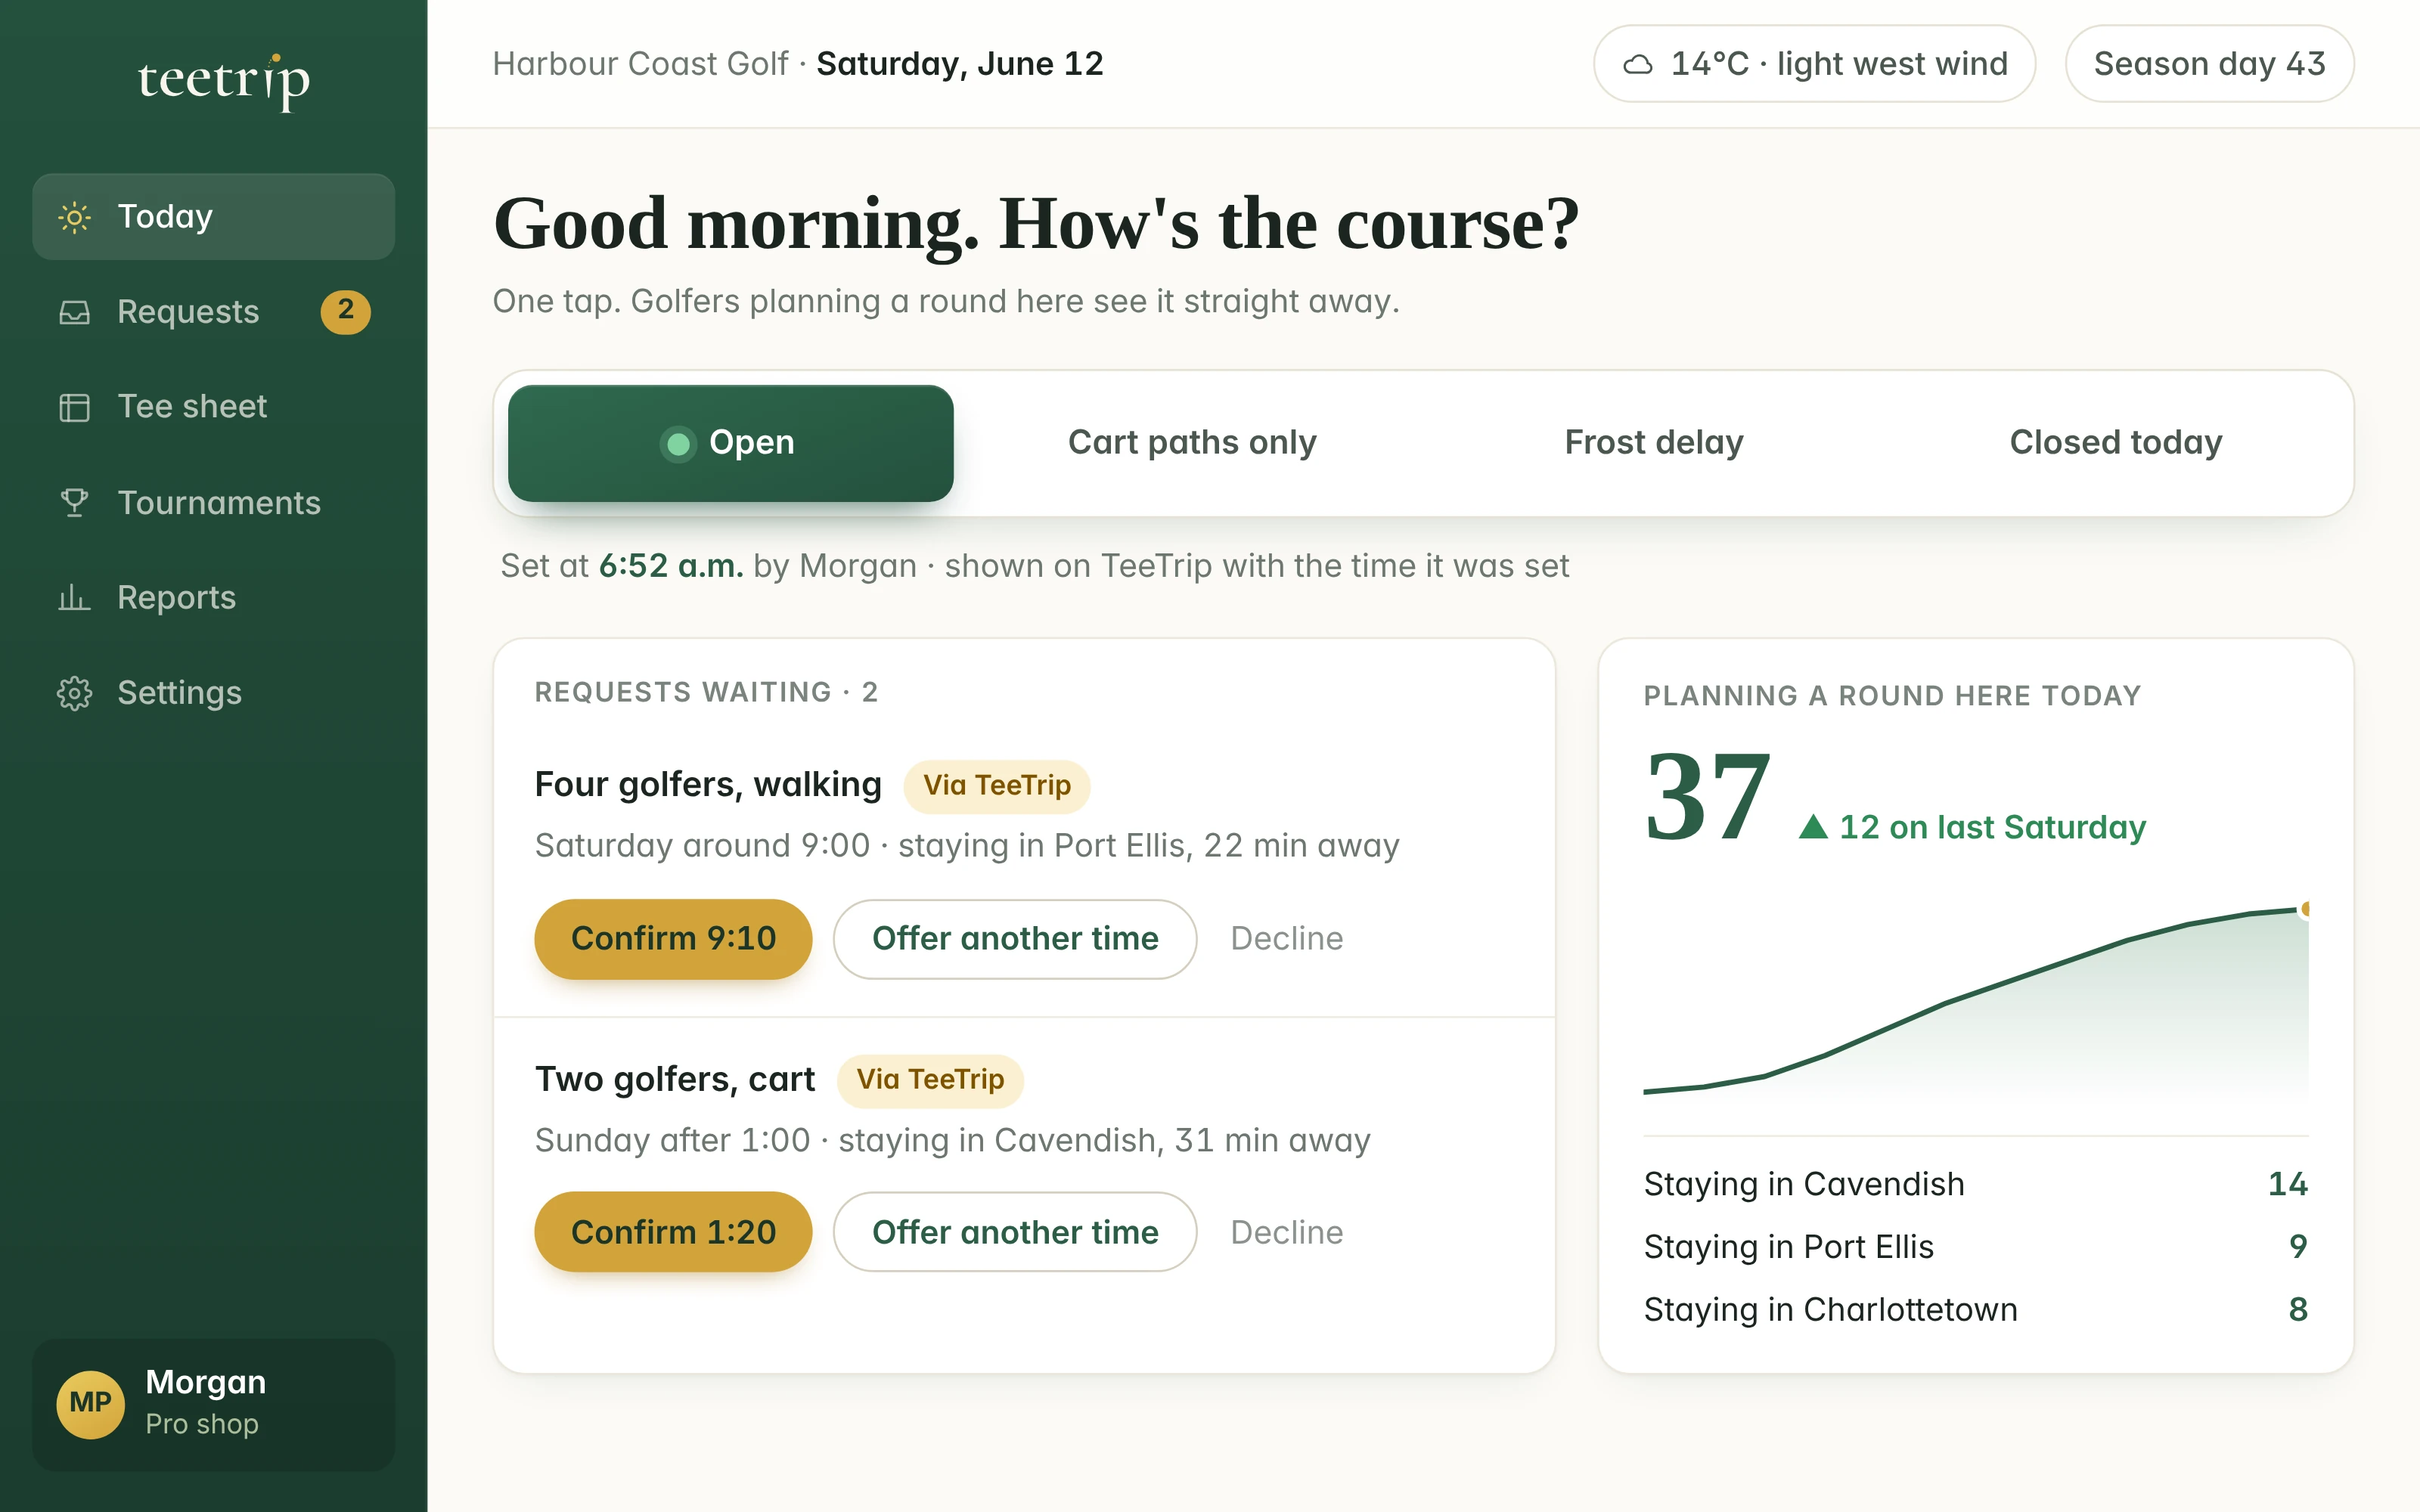 teetrip
Today
Requests 2
Tee sheet
Tournaments
Reports
Settings
MP
Morgan
Pro shop
Harbour Coast Golf · Saturday, June 12
14°C · light west wind
Season day 43
Good morning. How's the course?
One tap. Golfers planning a round here see it straight away.
Open
Cart paths only
Frost delay
Closed today
Set at 6:52 a.m. by Morgan · shown on TeeTrip with the time it was set
REQUESTS WAITING · 2
Four golfers, walking Via TeeTrip
Saturday around 9:00 · staying in Port Ellis, 22 min away
Confirm 9:10 Offer another time Decline
Two golfers, cart Via TeeTrip
Sunday after 1:00 · staying in Cavendish, 31 min away
Confirm 1:20 Offer another time Decline
PLANNING A ROUND HERE TODAY
37 ▲ 12 on last Saturday
Staying in Cavendish 14
Staying in Port Ellis 9
Staying in Charlottetown 8